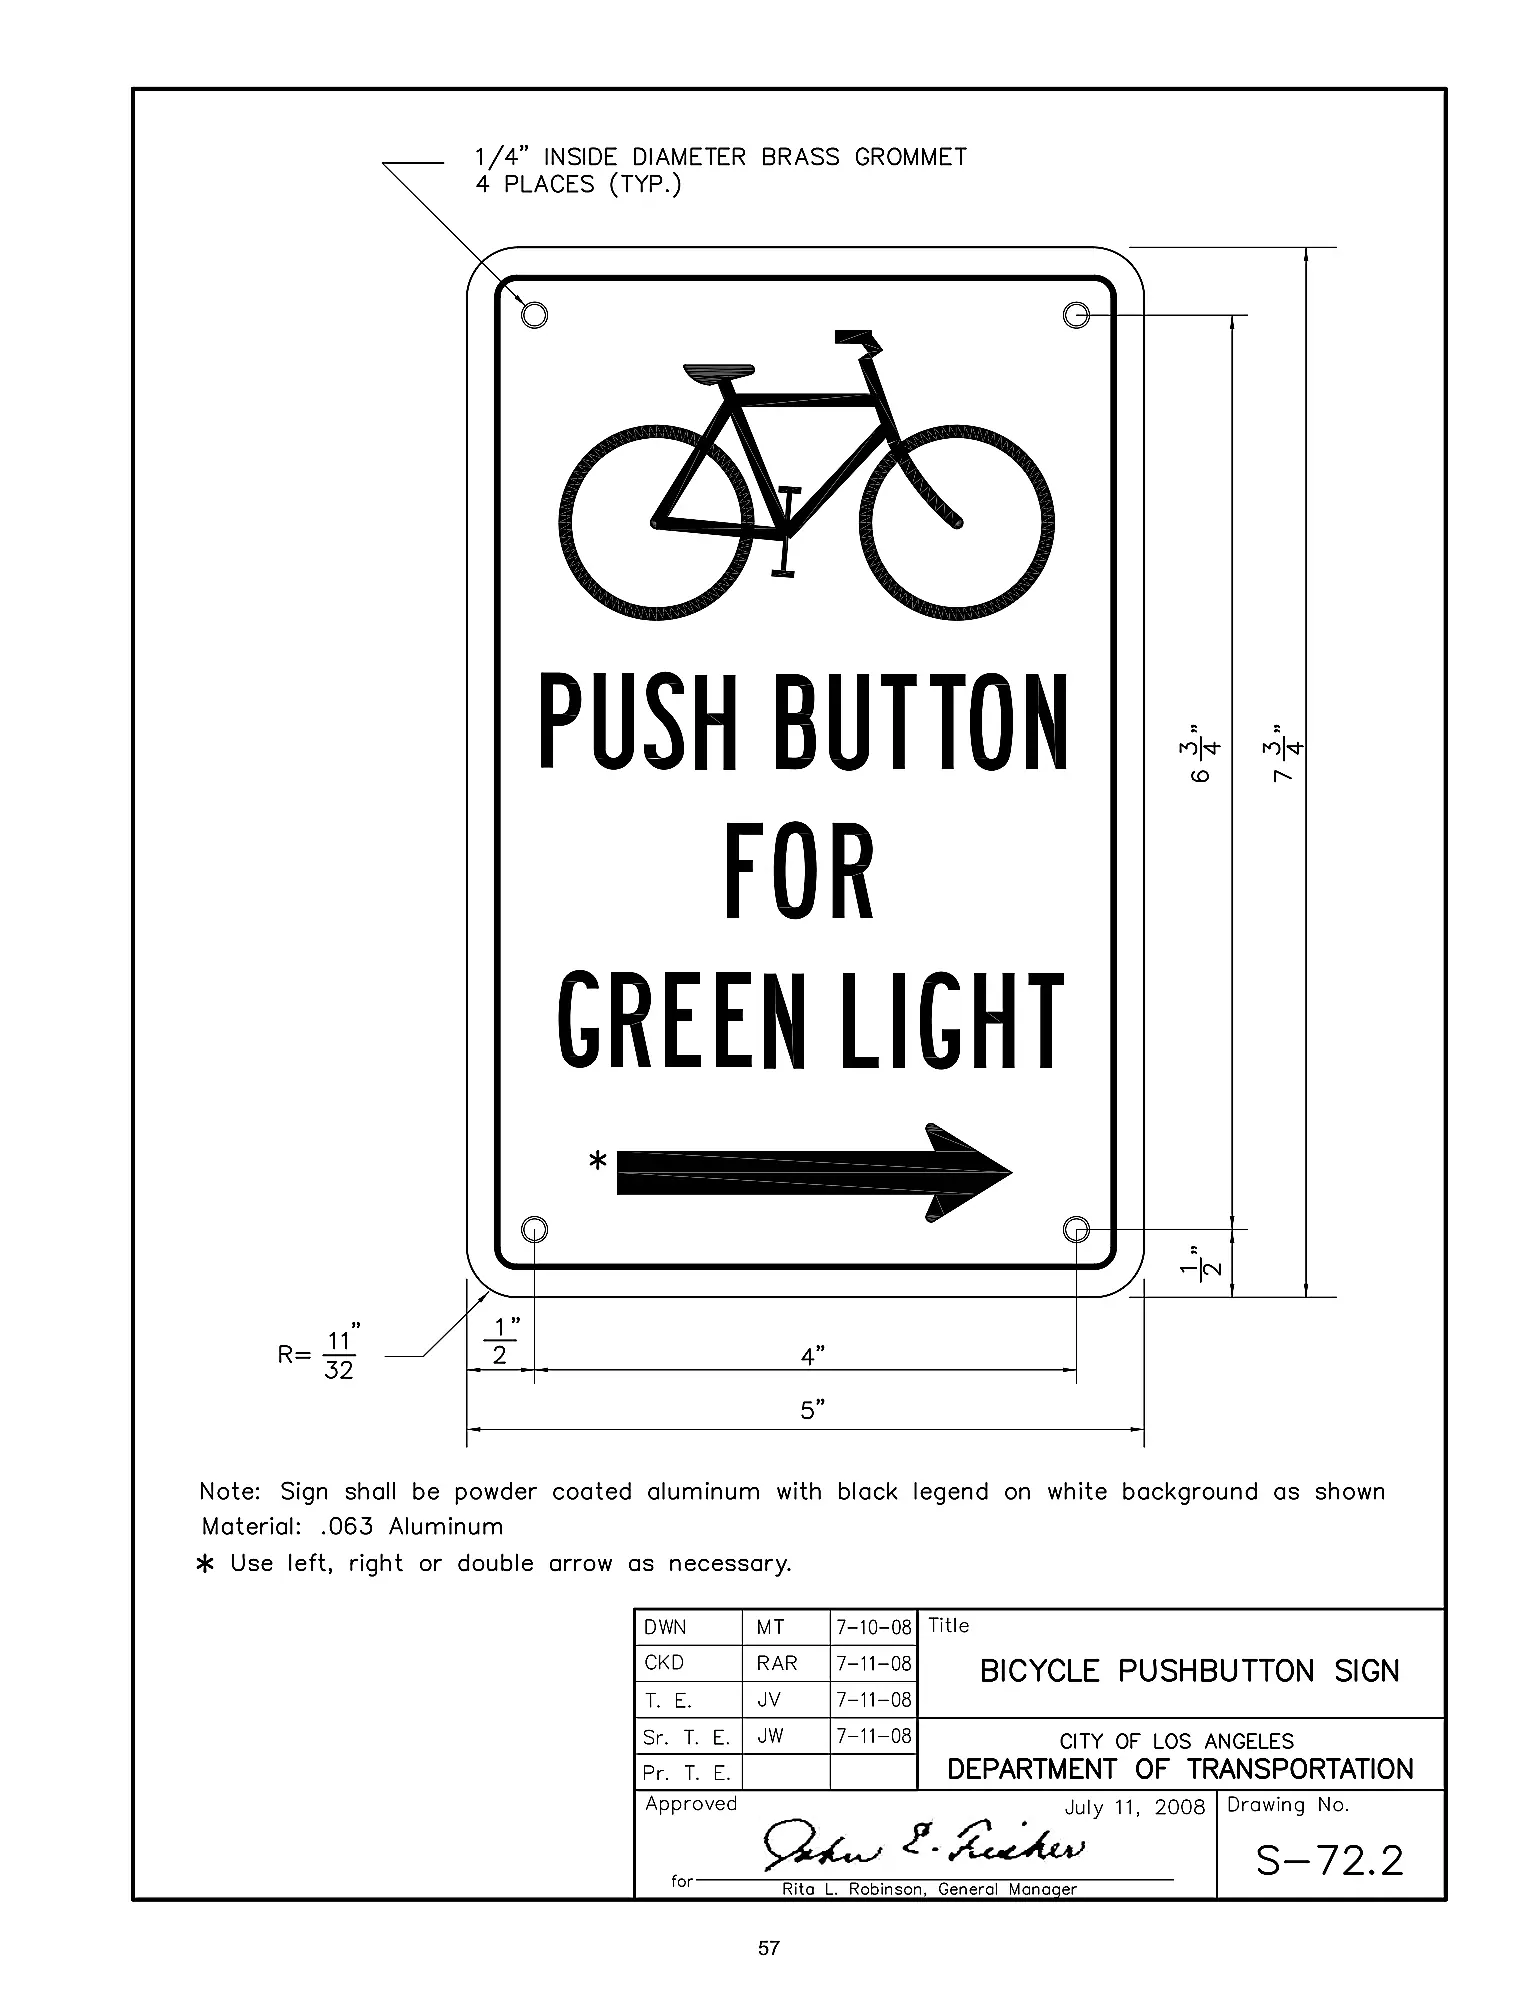 1/4” INSIDE DIAMETER BRASS GROMMET
4 PLACES (TYP.)
PUSH BUTTON
FOR
GREEN LIGHT
*
6 3/4”
7 3/4”
1/2”
R= 11/32”
1/2”
4”
5”
Note: Sign shall be powder coated aluminum with black legend on white background as shown
Material: .063 Aluminum
* Use left, right or double arrow as necessary.
DWN MT 7-10-08
CKD RAR 7-11-08
T. E. JV 7-11-08
Sr. T. E. JW 7-11-08
Pr. T. E.
Title
BICYCLE PUSHBUTTON SIGN
CITY OF LOS ANGELES
DEPARTMENT OF TRANSPORTATION
Approved July 11, 2008
John E. Fisher
for
Rita L. Robinson, General Manager
Drawing No.
S-72.2
57